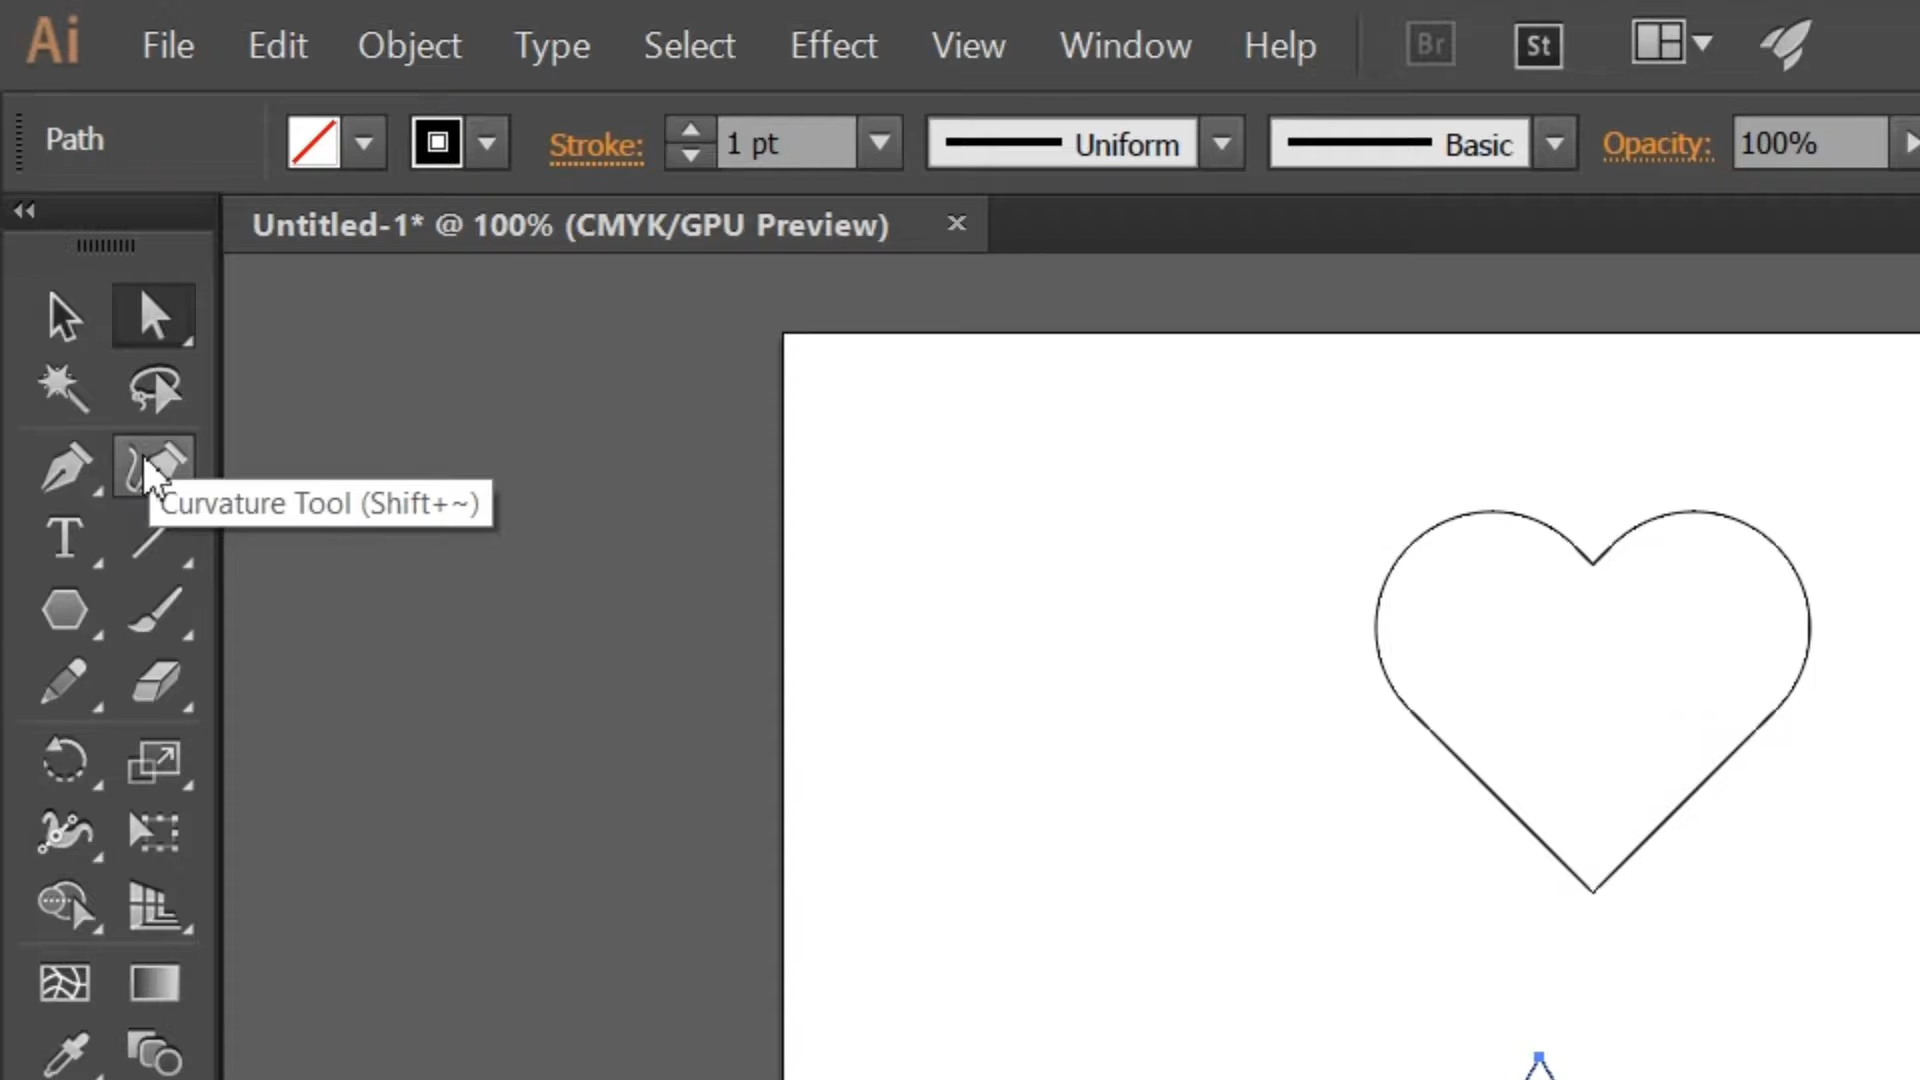 Ai File Edit Object Type Select Effect View Window Help Br St
Path Stroke: 1 pt Uniform Basic Opacity: 100%
Untitled-1* @ 100% (CMYK/GPU Preview) ×
Curvature Tool (Shift+~)
T